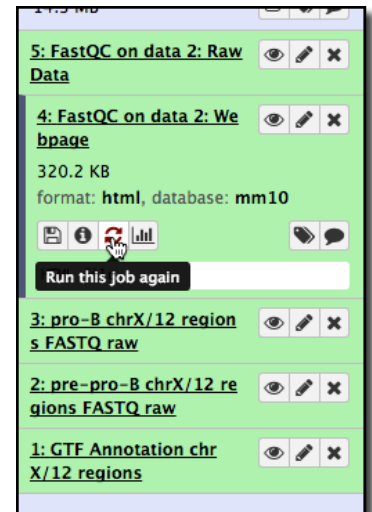 5: FastQC on data 2: Raw
Data
4: FastQC on data 2: We
bpage
320.2 KB
format: html, database: mm10
Run this job again
3: pro-B chrX/12 region
s FASTQ raw
2: pre-pro-B chrX/12 re
gions FASTQ raw
1: GTF Annotation chr
X/12 regions